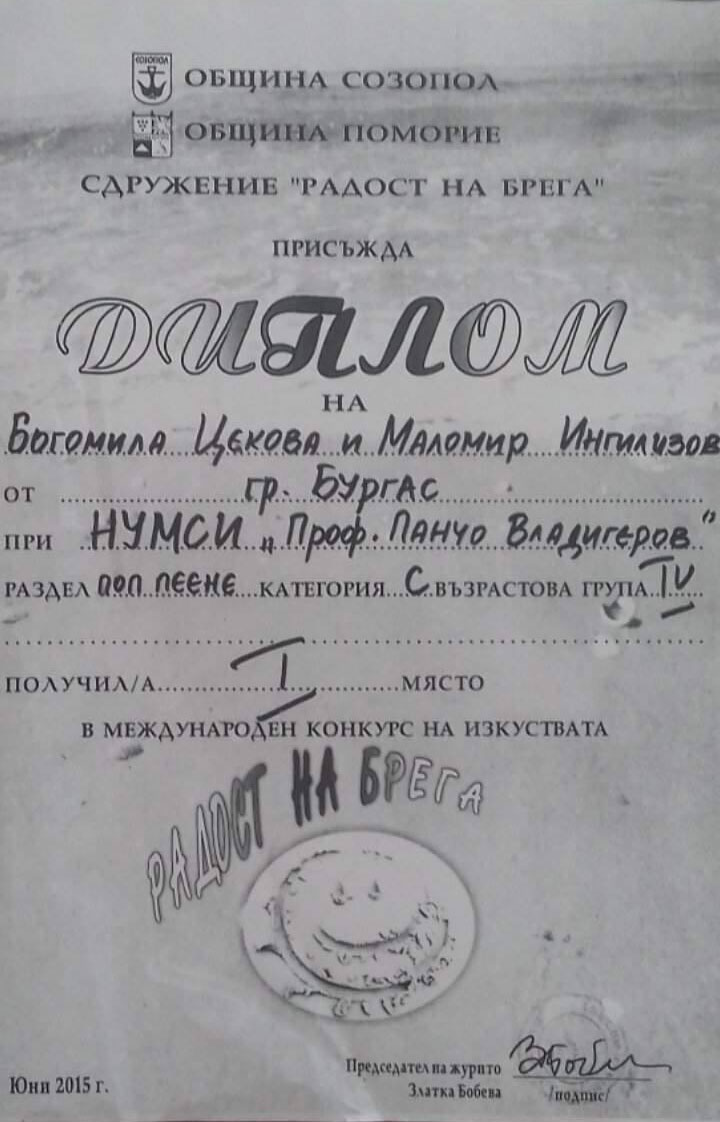 СОЗОПОЛ
ОБЩИНА СОЗОПОЛ
ОБЩИНА ПОМОРИЕ
СДРУЖЕНИЕ "РАДОСТ НА БРЕГА"
ПРИСЪЖДА
ДИПЛОМ
НА
Богомила Цекова и Маломир Ингилизов
ОТ гр. Бургас
ПРИ НУМСИ „Проф. Панчо Владигеров"
РАЗДЕЛ поп пеене КАТЕГОРИЯ С ВЪЗРАСТОВА ГРУПА IV
ПОЛУЧИЛ/А I МЯСТО
В МЕЖДУНАРОДЕН КОНКУРС НА ИЗКУСТВАТА
РАДОСТ НА БРЕГА
Председател на журито
Златка Бобева
/подпис/
Юни 2015 г.